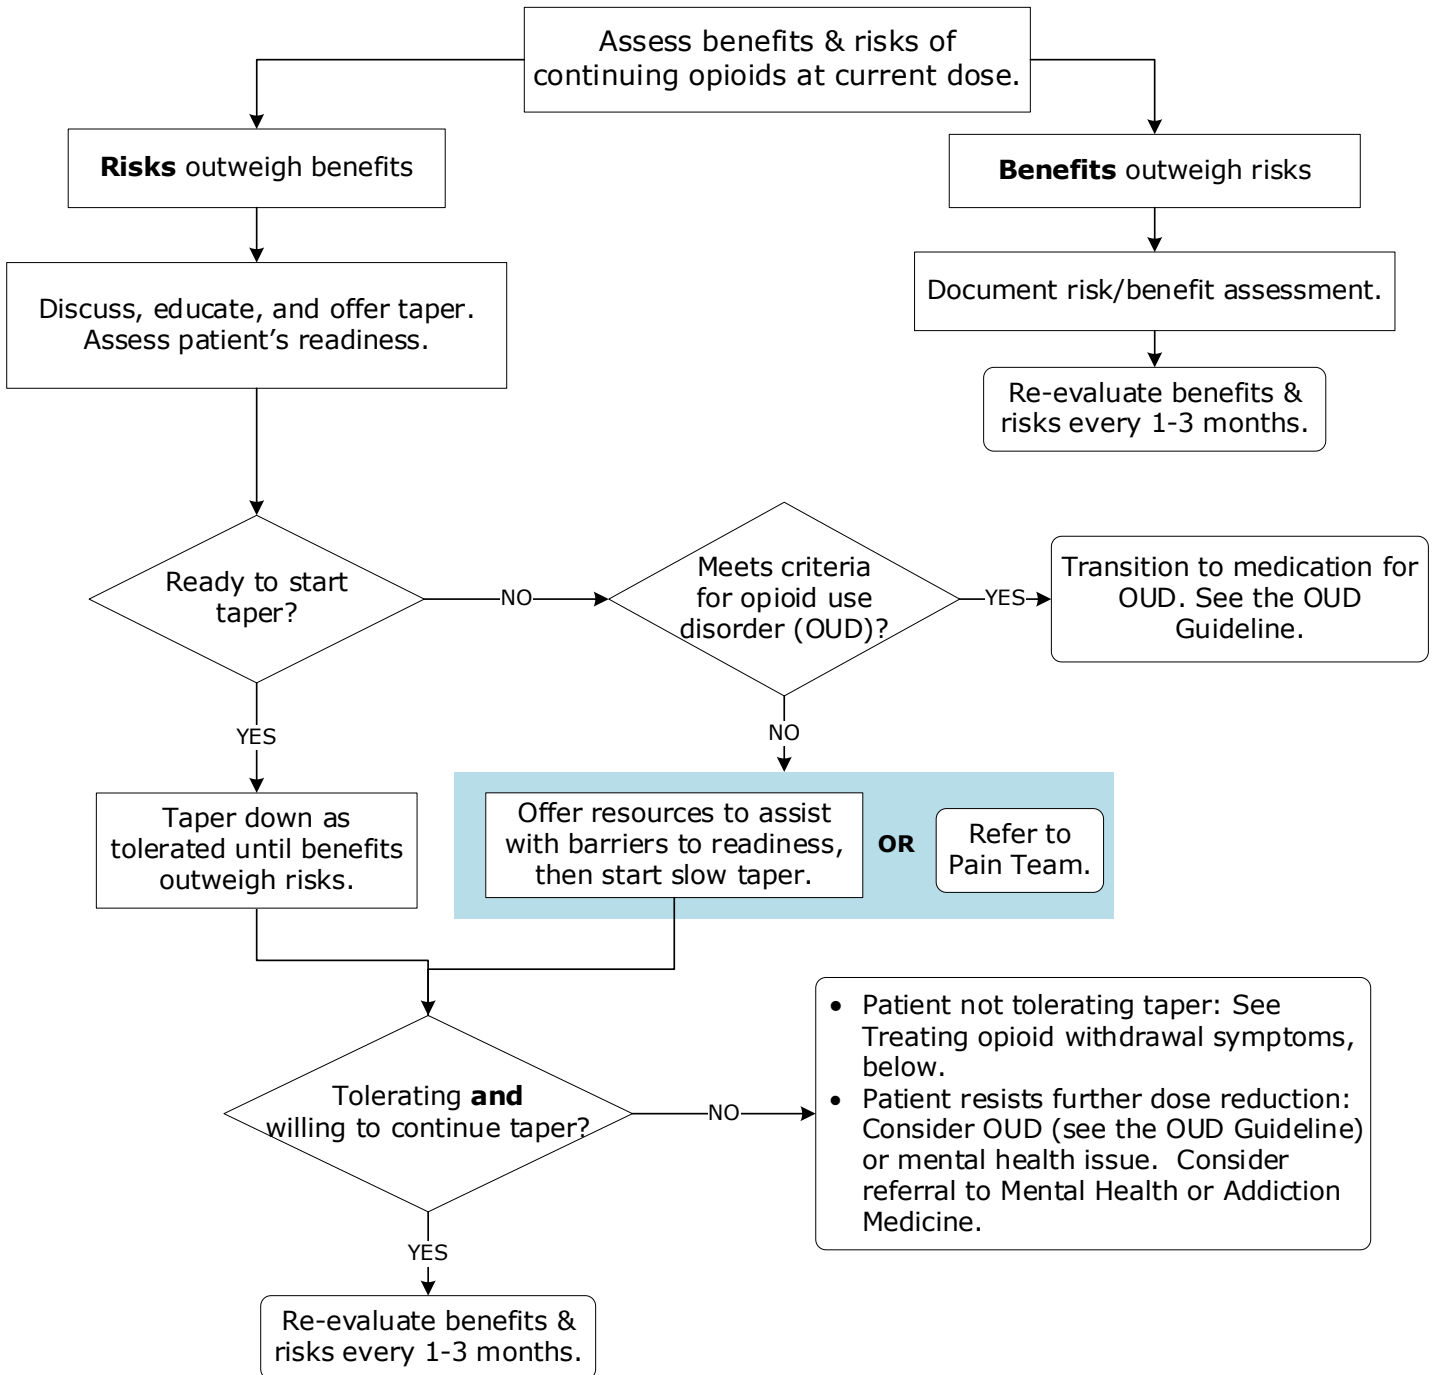 Assess benefits & risks of
continuing opioids at current dose.
Risks outweigh benefits
Benefits outweigh risks
Discuss, educate, and offer taper.
Assess patient’s readiness.
Document risk/benefit assessment.
Re-evaluate benefits &
risks every 1-3 months.
Ready to start
taper?
NO
Meets criteria
for opioid use
disorder (OUD)?
YES
Transition to medication for
OUD. See the OUD
Guideline.
YES
NO
Taper down as
tolerated until benefits
outweigh risks.
Offer resources to assist
with barriers to readiness,
then start slow taper.
OR
Refer to
Pain Team.
Tolerating and
willing to continue taper?
NO
• Patient not tolerating taper: See
Treating opioid withdrawal symptoms,
below.
• Patient resists further dose reduction:
Consider OUD (see the OUD Guideline)
or mental health issue.  Consider
referral to Mental Health or Addiction
Medicine.
YES
Re-evaluate benefits &
risks every 1-3 months.